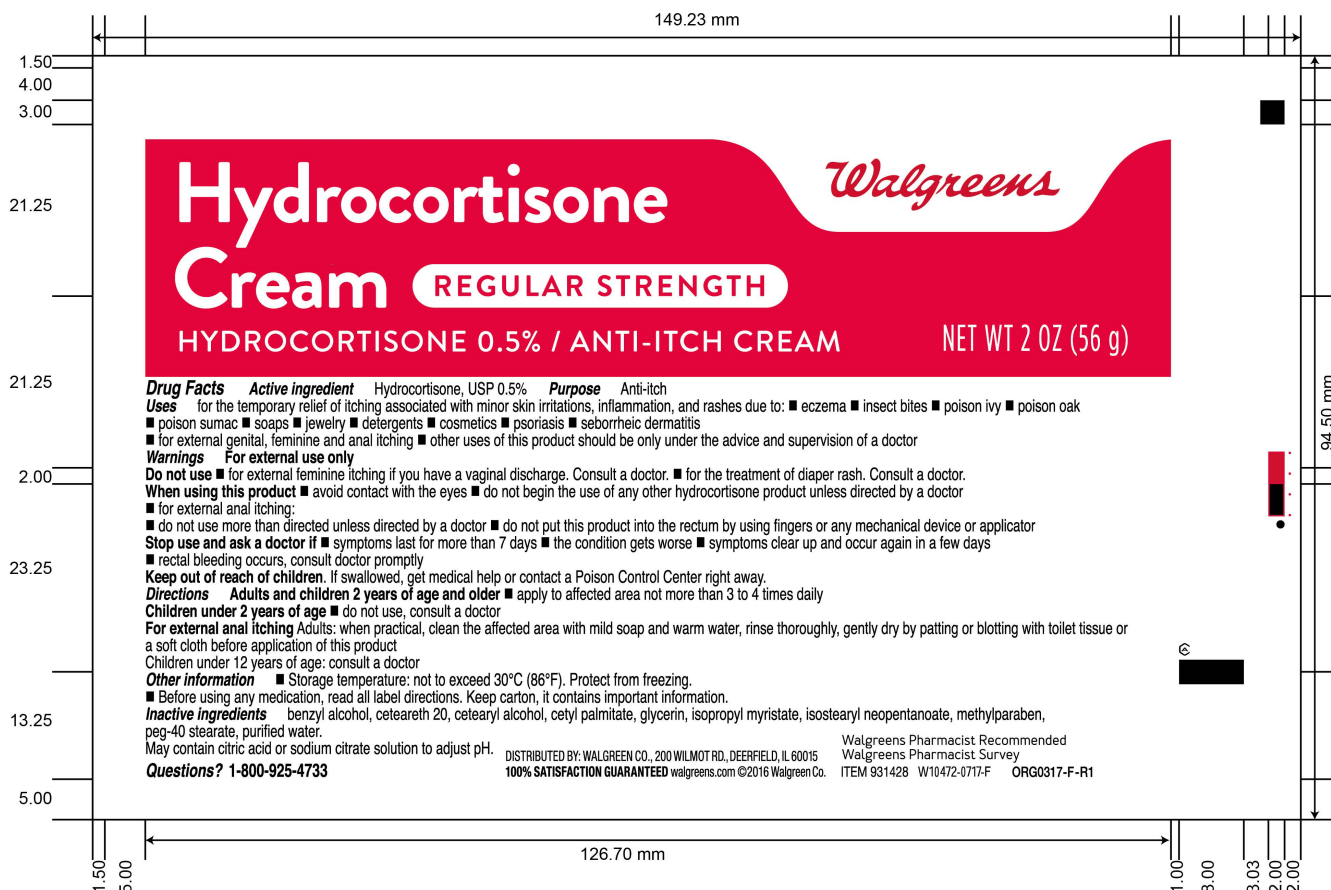 149.23 mm
1.50
4.00
3.00
21.25
21.25
2.00
23.25
13.25
5.00
Hydrocortisone
Cream REGULAR STRENGTH
HYDROCORTISONE 0.5% / ANTI-ITCH CREAM
Walgreens
NET WT 2 OZ (56 g)
Drug Facts Active ingredient Hydrocortisone, USP 0.5% Purpose Anti-itch
Uses for the temporary relief of itching associated with minor skin irritations, inflammation, and rashes due to: ■ eczema ■ insect bites ■ poison ivy ■ poison oak
■ poison sumac ■ soaps ■ jewelry ■ detergents ■ cosmetics ■ psoriasis ■ seborrheic dermatitis
■ for external genital, feminine and anal itching ■ other uses of this product should be only under the advice and supervision of a doctor
Warnings For external use only
Do not use ■ for external feminine itching if you have a vaginal discharge. Consult a doctor. ■ for the treatment of diaper rash. Consult a doctor.
When using this product ■ avoid contact with the eyes ■ do not begin the use of any other hydrocortisone product unless directed by a doctor
■ for external anal itching:
■ do not use more than directed unless directed by a doctor ■ do not put this product into the rectum by using fingers or any mechanical device or applicator
Stop use and ask a doctor if ■ symptoms last for more than 7 days ■ the condition gets worse ■ symptoms clear up and occur again in a few days
■ rectal bleeding occurs, consult doctor promptly
Keep out of reach of children. If swallowed, get medical help or contact a Poison Control Center right away.
Directions Adults and children 2 years of age and older ■ apply to affected area not more than 3 to 4 times daily
Children under 2 years of age ■ do not use, consult a doctor
For external anal itching Adults: when practical, clean the affected area with mild soap and warm water, rinse thoroughly, gently dry by patting or blotting with toilet tissue or
a soft cloth before application of this product
Children under 12 years of age: consult a doctor
Other information ■ Storage temperature: not to exceed 30°C (86°F). Protect from freezing.
■ Before using any medication, read all label directions. Keep carton, it contains important information.
Inactive ingredients benzyl alcohol, ceteareth 20, cetearyl alcohol, cetyl palmitate, glycerin, isopropyl myristate, isostearyl neopentanoate, methylparaben,
peg-40 stearate, purified water.
May contain citric acid or sodium citrate solution to adjust pH.
Questions? 1-800-925-4733
DISTRIBUTED BY: WALGREEN CO., 200 WILMOT RD., DEERFIELD, IL 60015
100% SATISFACTION GUARANTEED walgreens.com ©2016 Walgreen Co.
Walgreens Pharmacist Recommended
Walgreens Pharmacist Survey
ITEM 931428 W10472-0717-F ORG0317-F-R1
94.50 mm
126.70 mm
1.50
5.00
1.00
3.03
2.00
2.00